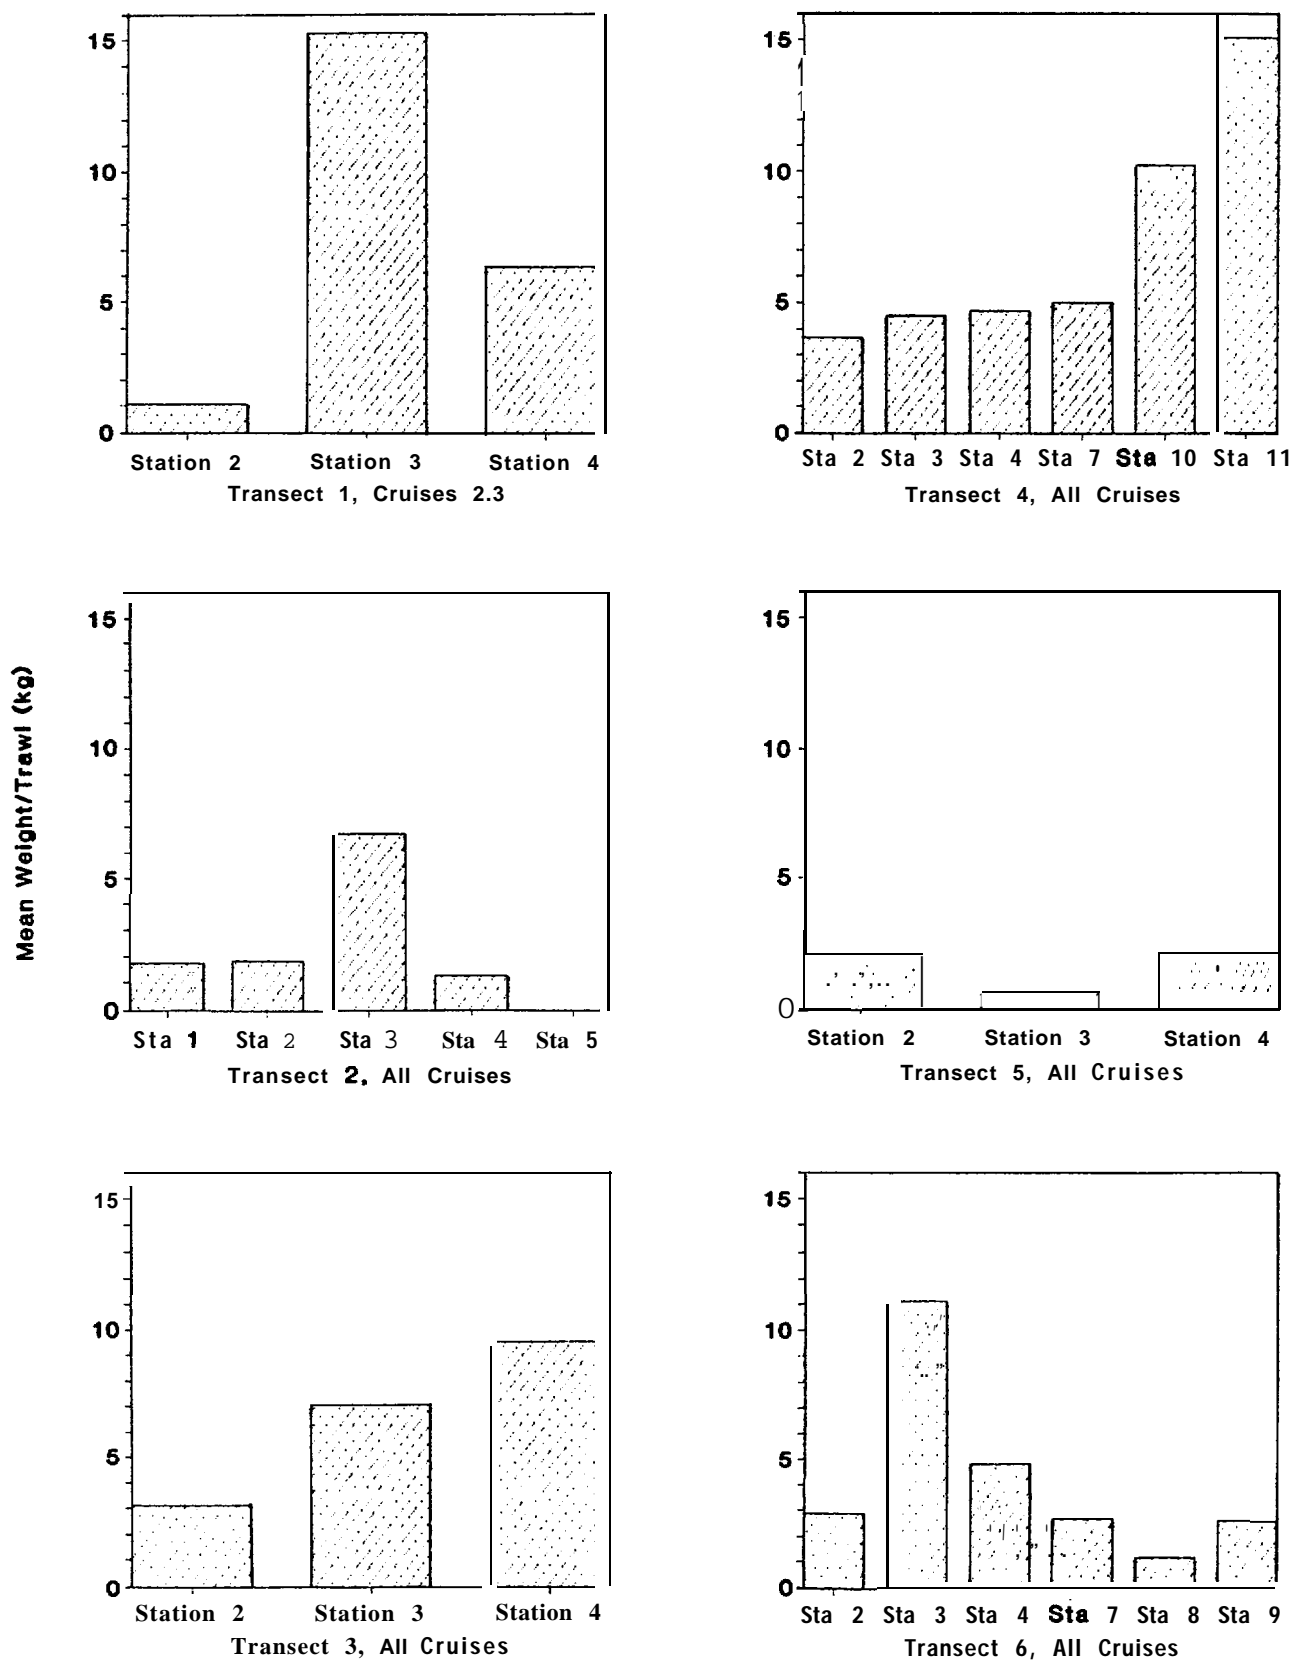 Mean Weight/Trawl (kg)
15
10
5
0
Station 2 Station 3 Station 4
Transect 1, Cruises 2.3
15
10
5
0
Sta 2 Sta 3 Sta 4 Sta 7 Sta 10 Sta 11
Transect 4, All Cruises
15
10
5
0
Sta 1 Sta 2 Sta 3 Sta 4 Sta 5
Transect 2, All Cruises
15
10
5
0
Station 2 Station 3 Station 4
Transect 5, All Cruises
15
10
5
0
Station 2 Station 3 Station 4
Transect 3, All Cruises
15
10
5
0
Sta 2 Sta 3 Sta 4 Sta 7 Sta 8 Sta 9
Transect 6, All Cruises